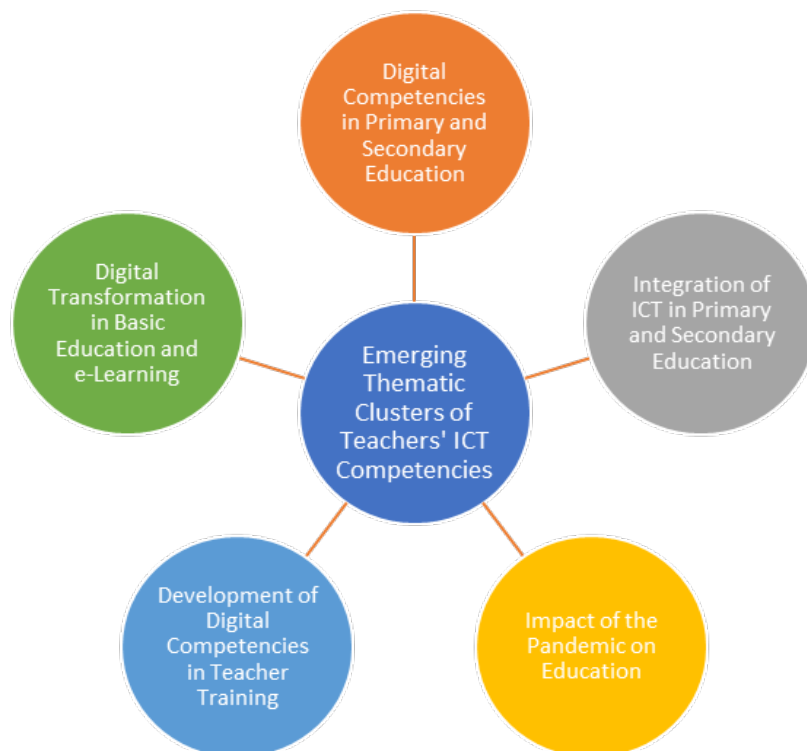 Digital
Competencies
in Primary and
Secondary
Education
Integration of
ICT in Primary
and Secondary
Education
Impact of the
Pandemic on
Education
Development of
Digital
Competencies
in Teacher
Training
Digital
Transformation
in Basic
Education and
e-Learning
Emerging
Thematic
Clusters of
Teachers' ICT
Competencies